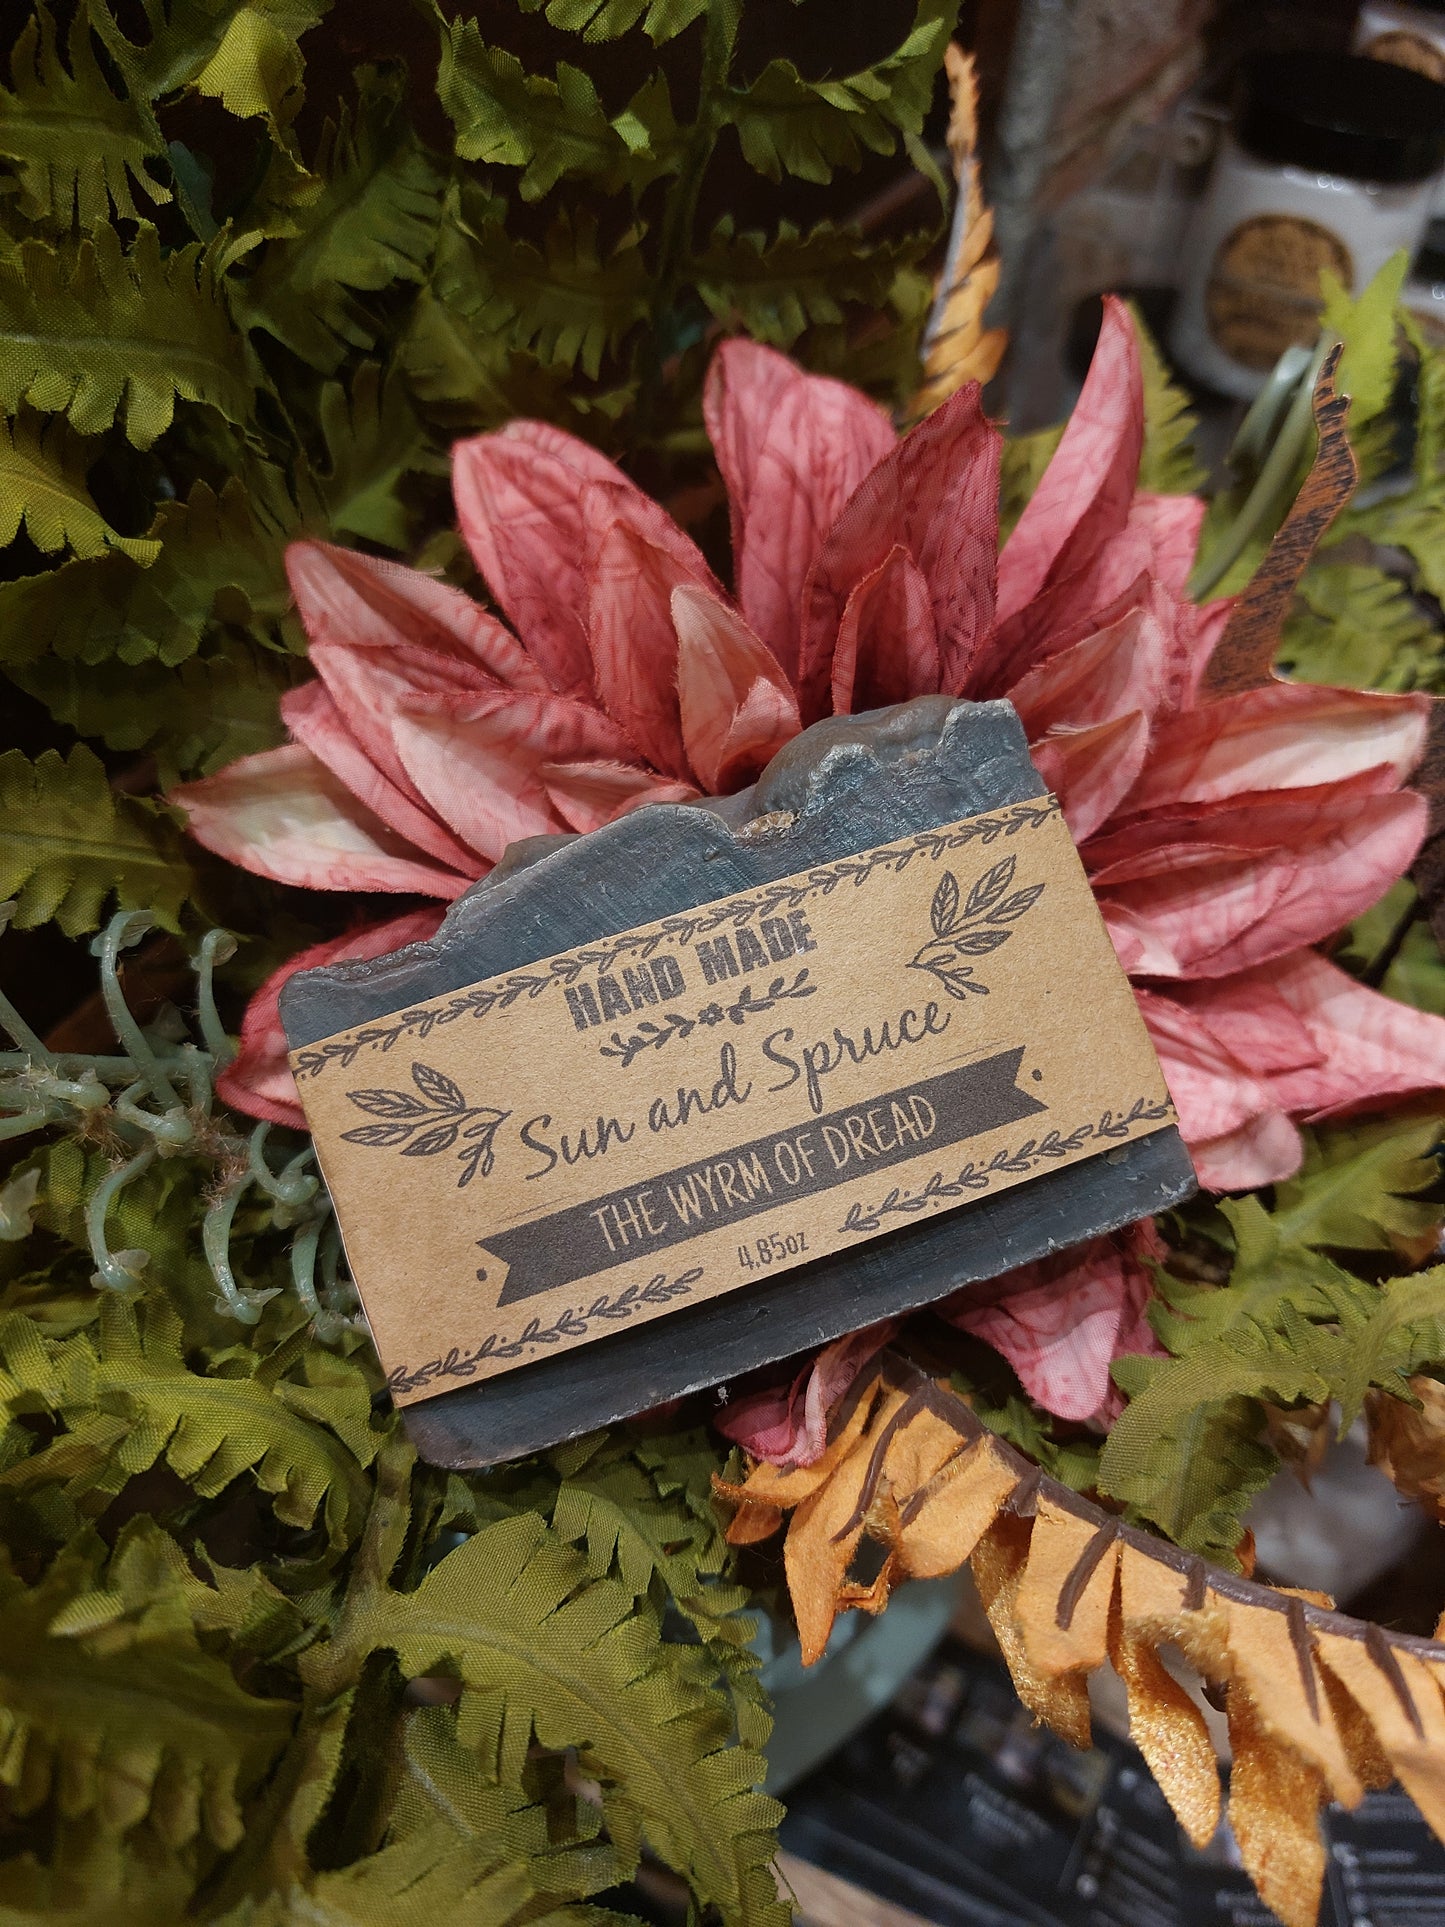 HAND MADE
Sun and Spruce
THE WYRM OF DREAD
4.85oz